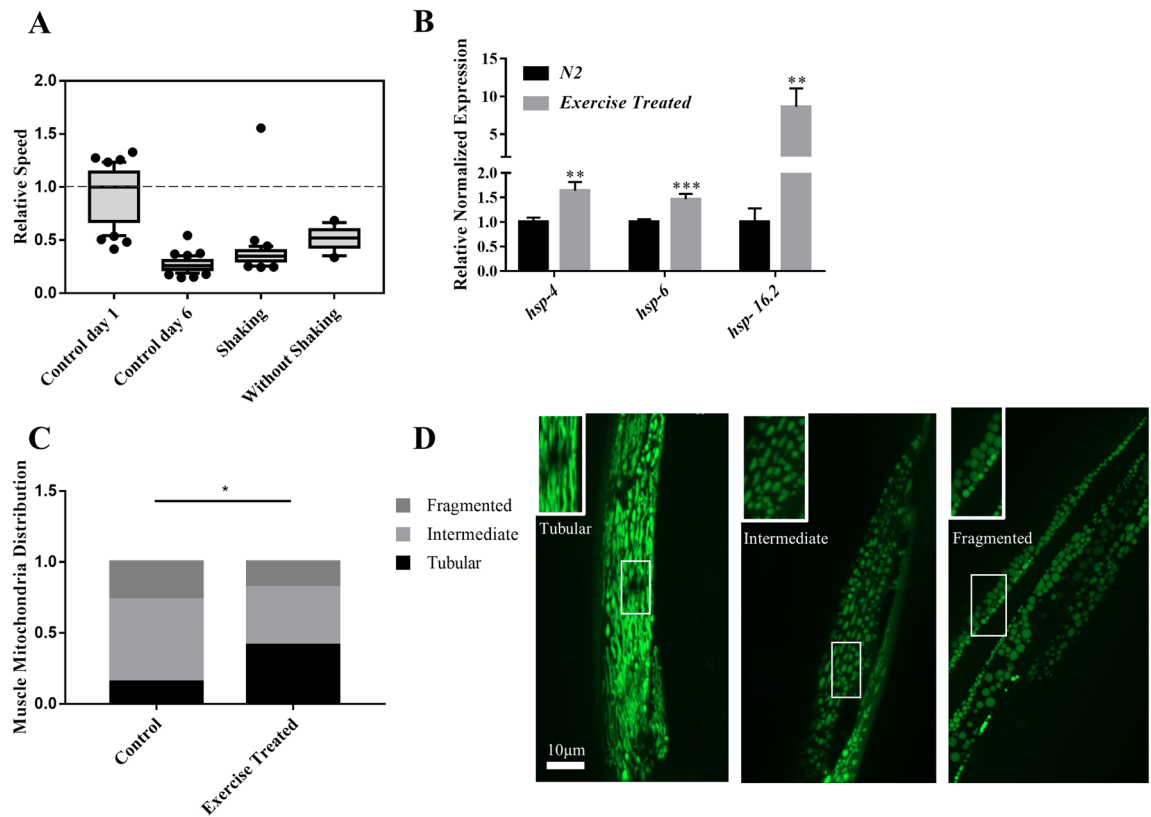 A
Relative Speed
2.0
1.5
1.0
0.5
0.0
Control day 1
Control day 6
Shaking
Without Shaking
B
Relative Normalized Expression
15
10
5
2.0
1.5
1.0
0.5
0.0
N2
Exercise Treated
**
***
**
hsp-4
hsp-6
hsp- 16.2
C
Muscle Mitochondria Distribution
1.5
1.0
0.5
0.0
*
Control
Exercise Treated
Fragmented
Intermediate
Tubular
D
Tubular
10µm
Intermediate
Fragmented